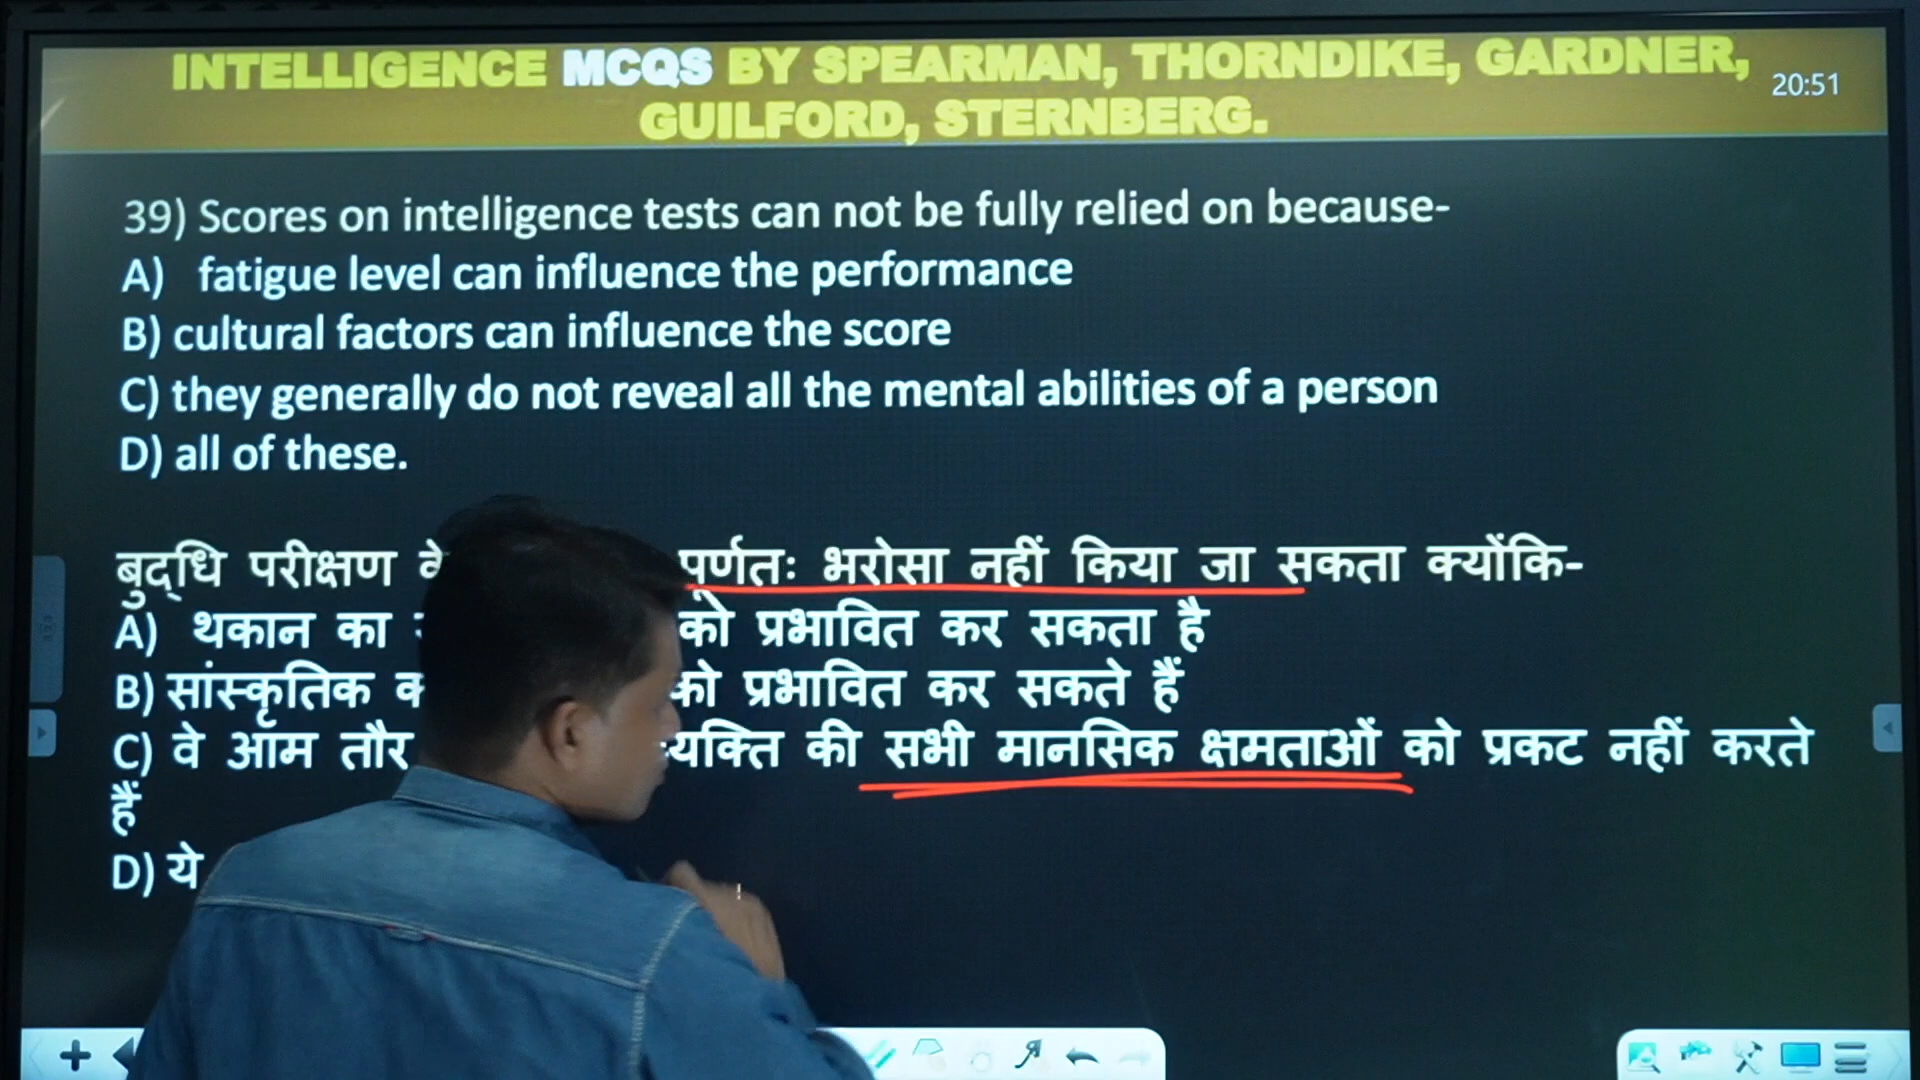 INTELLIGENCE MCQS BY SPEARMAN, THORNDIKE, GARDNER,
GUILFORD, STERNBERG.
20:51
39) Scores on intelligence tests can not be fully relied on because-
A) fatigue level can influence the performance
B) cultural factors can influence the score
C) they generally do not reveal all the mental abilities of a person
D) all of these.
बुद्धि परीक्षण पूर्णतः भरोसा नहीं किया जा सकता क्योंकि-
A) थकान का को प्रभावित कर सकता है
B) सांस्कृतिक को प्रभावित कर सकते हैं
C) वे आम तौर व्यक्ति की सभी मानसिक क्षमताओं को प्रकट नहीं करते
हैं
D) ये